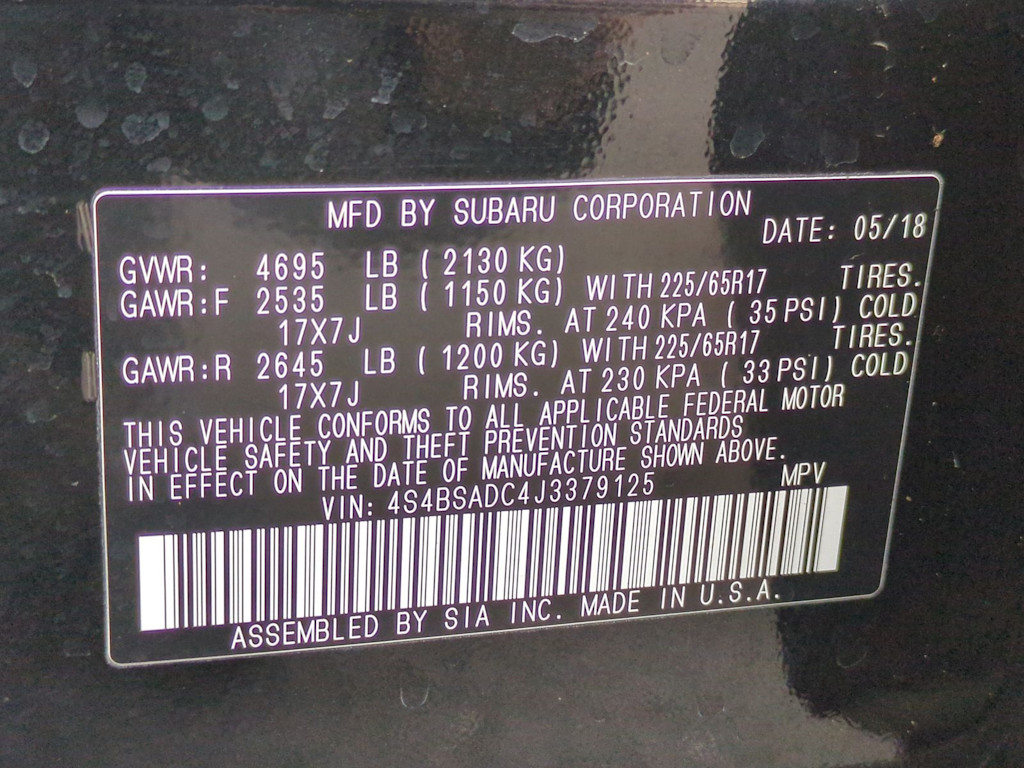 MFD BY SUBARU CORPORATION
DATE: 05/18
GVWR: 4695 LB ( 2130 KG)
GAWR:F 2535 LB ( 1150 KG) WITH 225/65R17 TIRES.
17X7J RIMS. AT 240 KPA ( 35 PSI) COLD
GAWR:R 2645 LB ( 1200 KG) WITH 225/65R17 TIRES.
17X7J RIMS. AT 230 KPA ( 33 PSI) COLD
THIS VEHICLE CONFORMS TO ALL APPLICABLE FEDERAL MOTOR
VEHICLE SAFETY AND THEFT PREVENTION STANDARDS
IN EFFECT ON THE DATE OF MANUFACTURE SHOWN ABOVE.
VIN: 4S4BSADC4J3379125 MPV
ASSEMBLED BY SIA INC. MADE IN U.S.A.